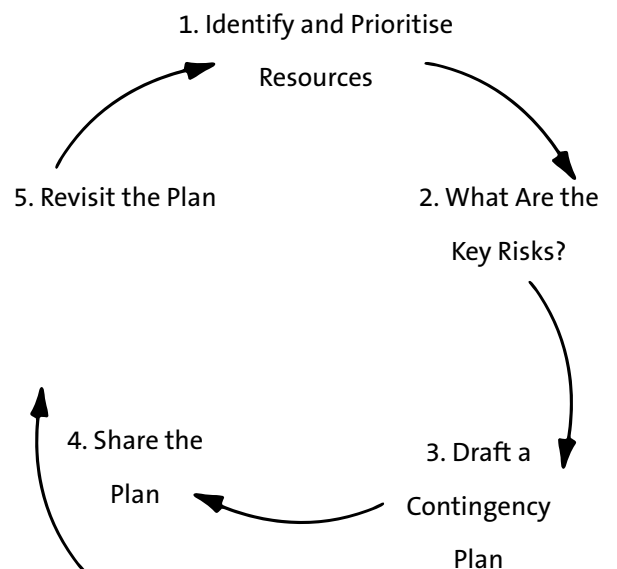 1. Identify and Prioritise
Resources
2. What Are the
Key Risks?
3. Draft a
Contingency
Plan
4. Share the
Plan
5. Revisit the Plan